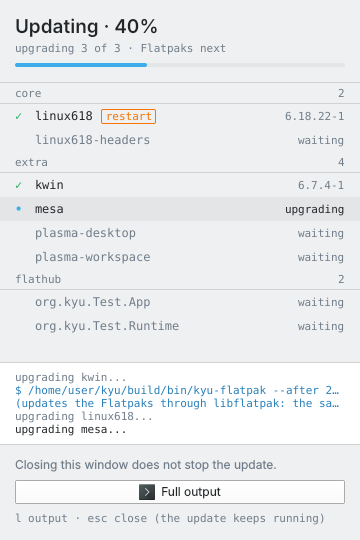 Updating · 40%
upgrading 3 of 3 · Flatpaks next
core 2
✓ linux618 restart 6.18.22-1
linux618-headers waiting
extra 4
✓ kwin 6.7.4-1
• mesa upgrading
plasma-desktop waiting
plasma-workspace waiting
flathub 2
org.kyu.Test.App waiting
org.kyu.Test.Runtime waiting
upgrading kwin...
$ /home/user/kyu/build/bin/kyu-flatpak --after 2…
(updates the Flatpaks through libflatpak: the sa…
upgrading linux618...
upgrading mesa...
Closing this window does not stop the update.
Full output
l output · esc close (the update keeps running)